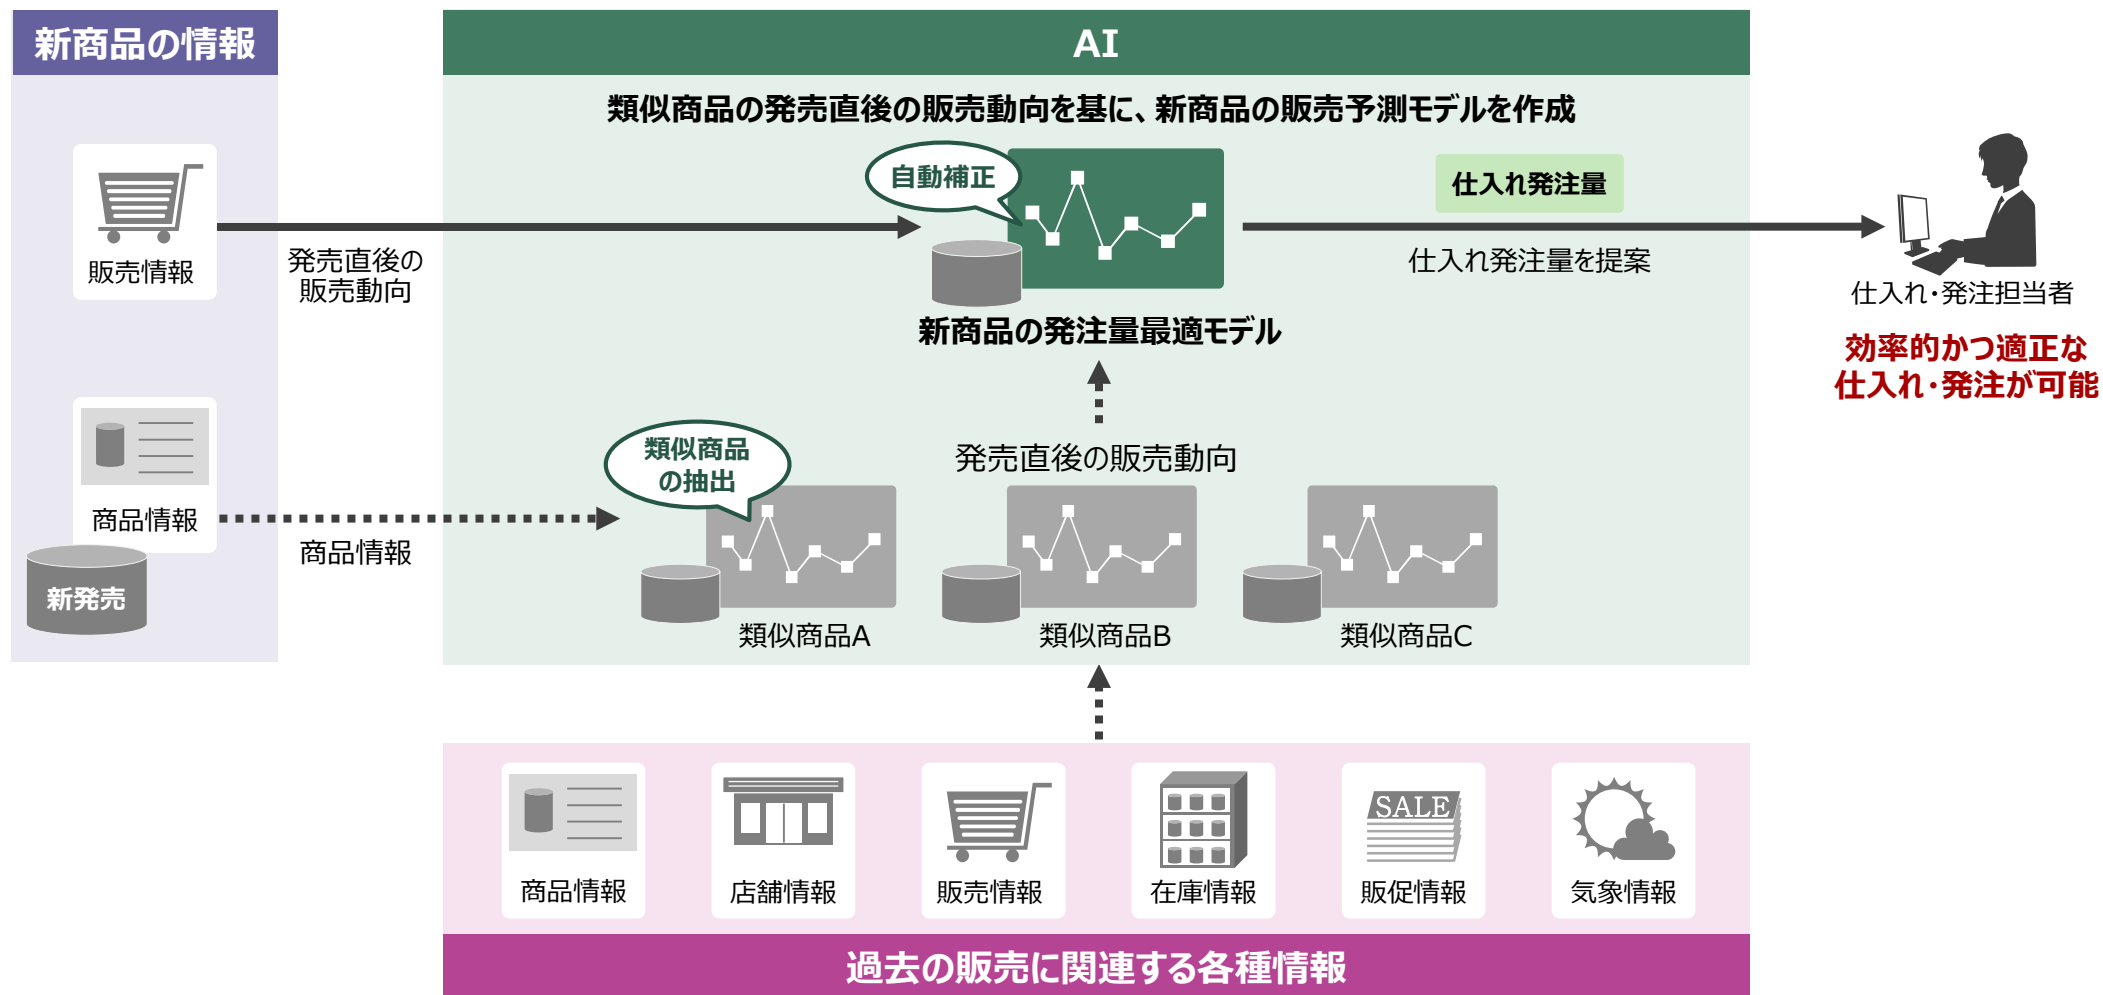 新商品の情報
販売情報
発売直後の
販売動向
商品情報
新発売
商品情報
AI
類似商品の発売直後の販売動向を基に、新商品の販売予測モデルを作成
自動補正
新商品の発注量最適モデル
仕入れ発注量
仕入れ発注量を提案
仕入れ・発注担当者
効率的かつ適正な
仕入れ・発注が可能
発売直後の販売動向
類似商品
の抽出
類似商品A
類似商品B
類似商品C
商品情報
店舗情報
販売情報
在庫情報
SALE
販促情報
気象情報
過去の販売に関連する各種情報